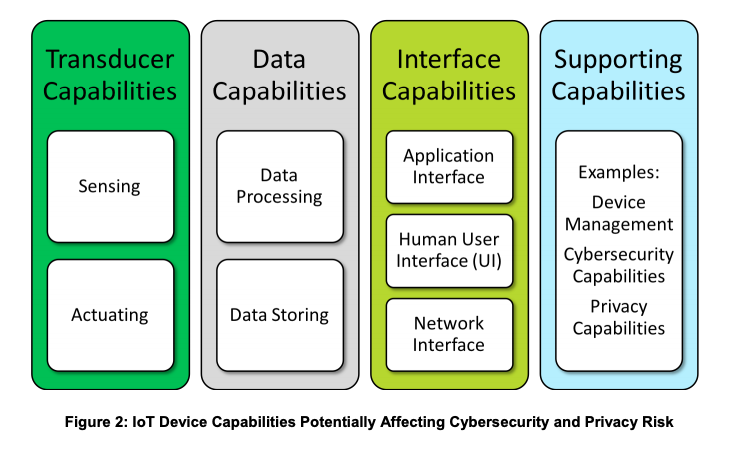 Transducer
Capabilities
Sensing
Actuating
Data
Capabilities
Data
Processing
Data Storing
Interface
Capabilities
Application
Interface
Human User
Interface (UI)
Network
Interface
Supporting
Capabilities
Examples:
Device
Management
Cybersecurity
Capabilities
Privacy
Capabilities
Figure 2: IoT Device Capabilities Potentially Affecting Cybersecurity and Privacy Risk